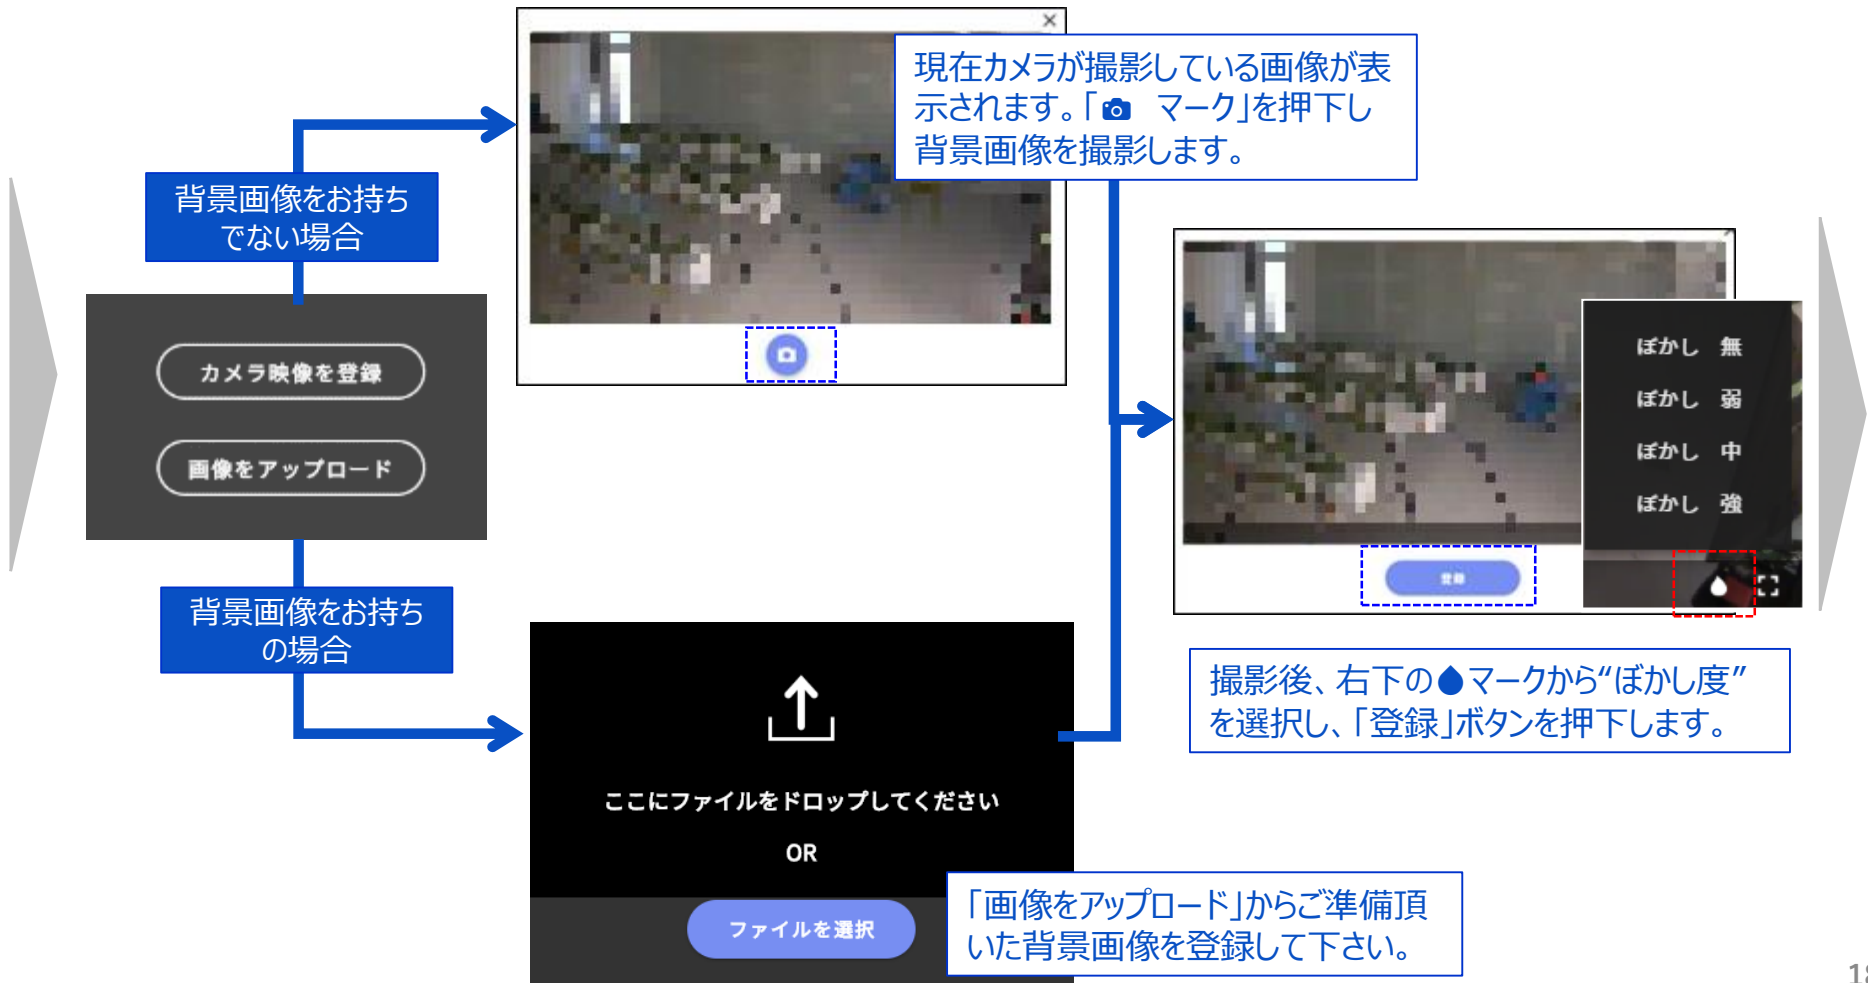 現在カメラが撮影している画像が表
示されます。「 マーク」を押下し
背景画像を撮影します。
背景画像をお持ち
でない場合
カメラ映像を登録
画像をアップロード
背景画像をお持ち
の場合
ここにファイルをドロップしてください
OR
ファイルを選択
「画像をアップロード」からご準備頂
いた背景画像を登録して下さい。
ぼかし 無
ぼかし 弱
ぼかし 中
ぼかし 強
登録
撮影後、右下の💧マークから“ぼかし度”
を選択し、「登録」ボタンを押下します。